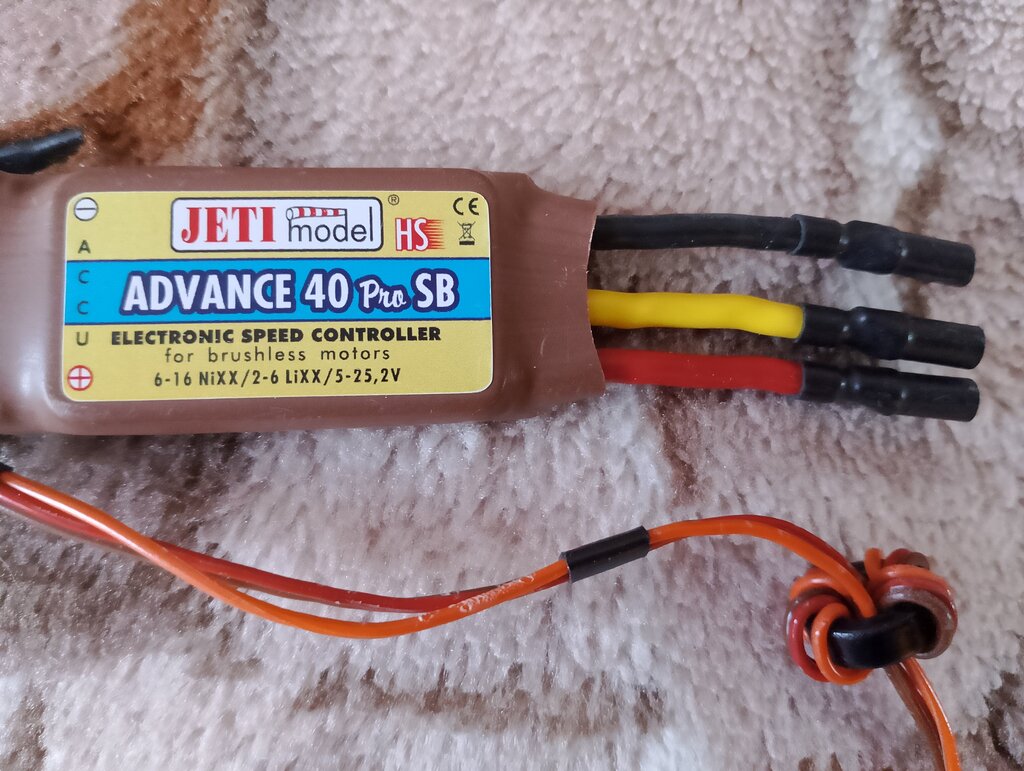 JETI model ® HS CE
ACCU
ADVANCE 40 Pro SB
ELECTRONIC SPEED CONTROLLER
for brushless motors
6-16 NiXX/2-6 LiXX/5-25,2V